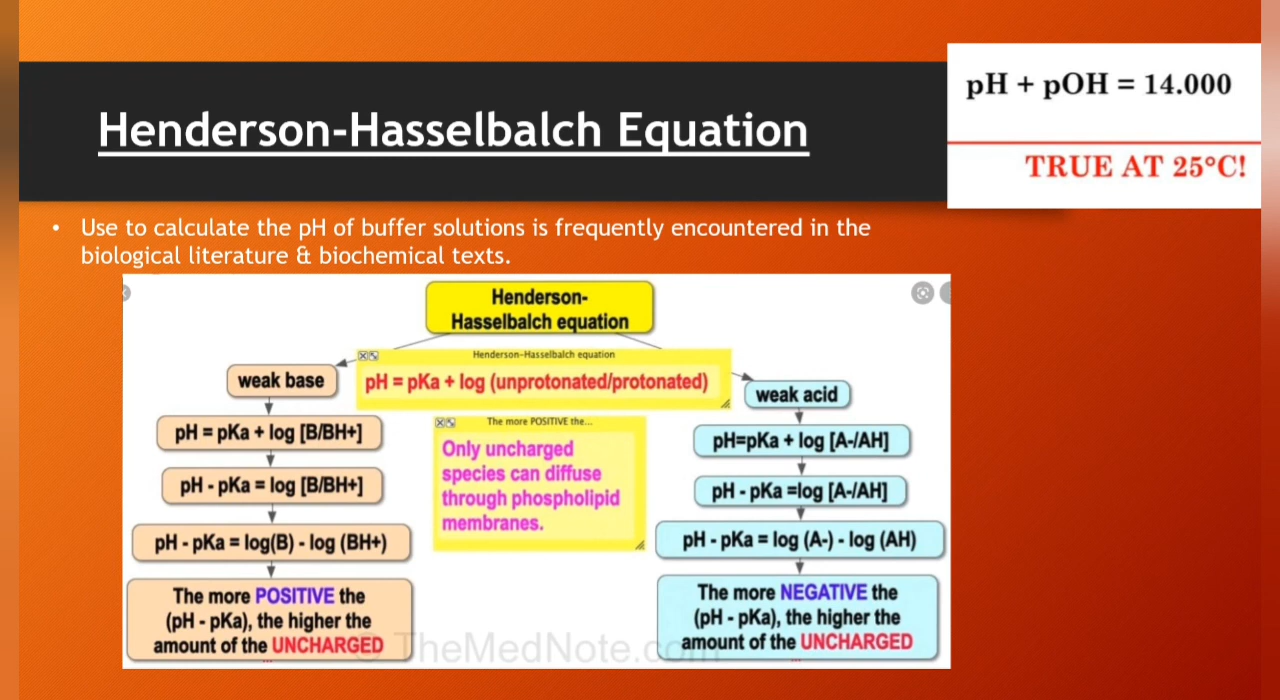 pH + pOH = 14.000
TRUE AT 25°C!
Henderson-Hasselbalch Equation
• Use to calculate the pH of buffer solutions is frequently encountered in the
biological literature & biochemical texts.
Henderson-
Hasselbalch equation
Henderson-Hasselbalch equation
pH = pKa + log (unprotonated/protonated)
weak base
pH = pKa + log [B/BH+]
pH - pKa = log [B/BH+]
pH - pKa = log(B) - log (BH+)
The more POSITIVE the
(pH - pKa), the higher the
amount of the UNCHARGED
The more POSITIVE the...
Only uncharged
species can diffuse
through phospholipid
membranes.
weak acid
pH=pKa + log [A-/AH]
pH - pKa =log [A-/AH]
pH - pKa = log (A-) - log (AH)
The more NEGATIVE the
(pH - pKa), the higher the
amount of the UNCHARGED
© TheMedNote.com